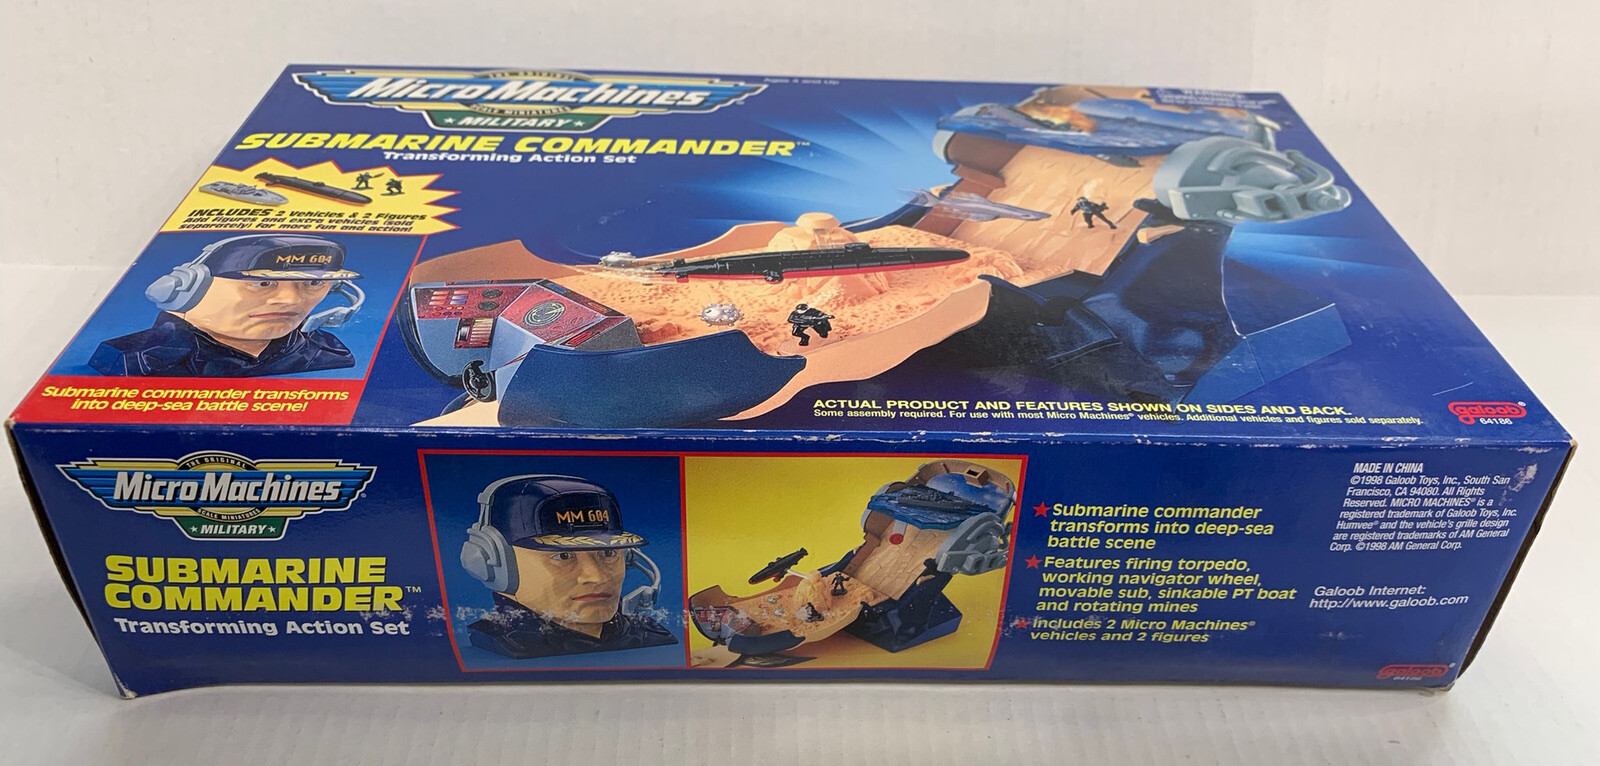 THE ORIGINAL
Micro Machines
SCALE MINIATURES
★ MILITARY ★
Ages 4 and Up
WARNING:
SUBMARINE COMMANDER™
Transforming Action Set
INCLUDES 2 Vehicles & 2 Figures
Add figures and extra vehicles (sold
separately) for more fun and action!
MM 684
Submarine commander transforms
into deep-sea battle scene!
ACTUAL PRODUCT AND FEATURES SHOWN ON SIDES AND BACK.
Some assembly required. For use with most Micro Machines® vehicles. Additional vehicles and figures sold separately.
galoob®
64186
THE ORIGINAL
Micro Machines®
SCALE MINIATURES
★ MILITARY ★
SUBMARINE
COMMANDER™
Transforming Action Set
MM 684
★ Submarine commander
transforms into deep-sea
battle scene
★ Features firing torpedo,
working navigator wheel,
movable sub, sinkable PT boat
and rotating mines
★ Includes 2 Micro Machines®
vehicles and 2 figures
MADE IN CHINA
©1998 Galoob Toys, Inc., South San
Francisco, CA 94080. All Rights
Reserved. MICRO MACHINES® is a
registered trademark of Galoob Toys, Inc.
Humvee® and the vehicle's grille design
are registered trademarks of AM General
Corp. ©1998 AM General Corp.
Galoob Internet:
http://www.galoob.com
galoob®
64186